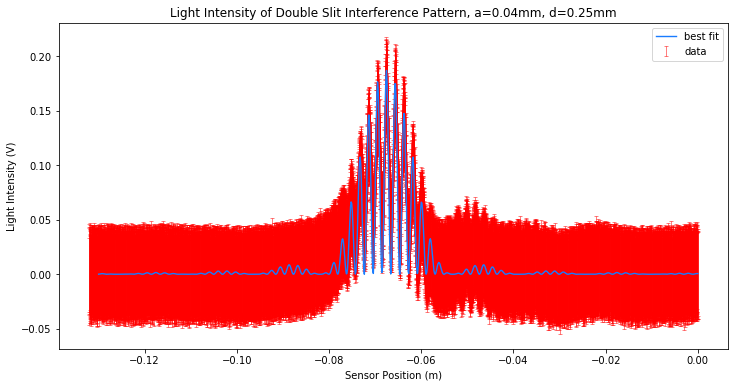 Light Intensity of Double Slit Interference Pattern, a=0.04mm, d=0.25mm
best fit
data
0.20
0.15
0.10
0.05
0.00
−0.05
Light Intensity (V)
−0.12 −0.10 −0.08 −0.06 −0.04 −0.02 0.00
Sensor Position (m)